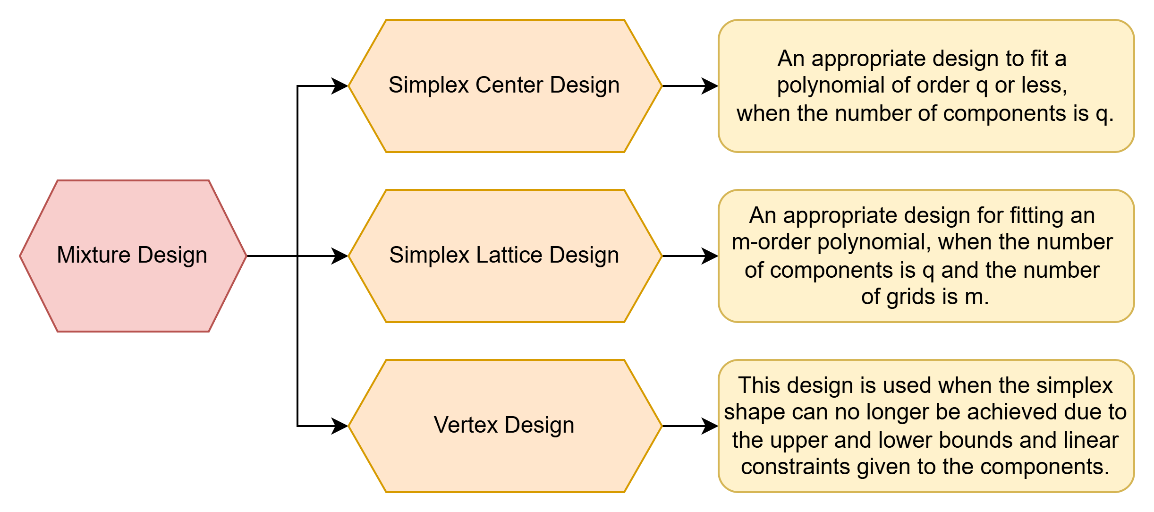 Mixture Design
Simplex Center Design
An appropriate design to fit a
polynomial of order q or less,
when the number of components is q.
Simplex Lattice Design
An appropriate design for fitting an
m-order polynomial, when the number
of components is q and the number
of grids is m.
Vertex Design
This design is used when the simplex
shape can no longer be achieved due to
the upper and lower bounds and linear
constraints given to the components.